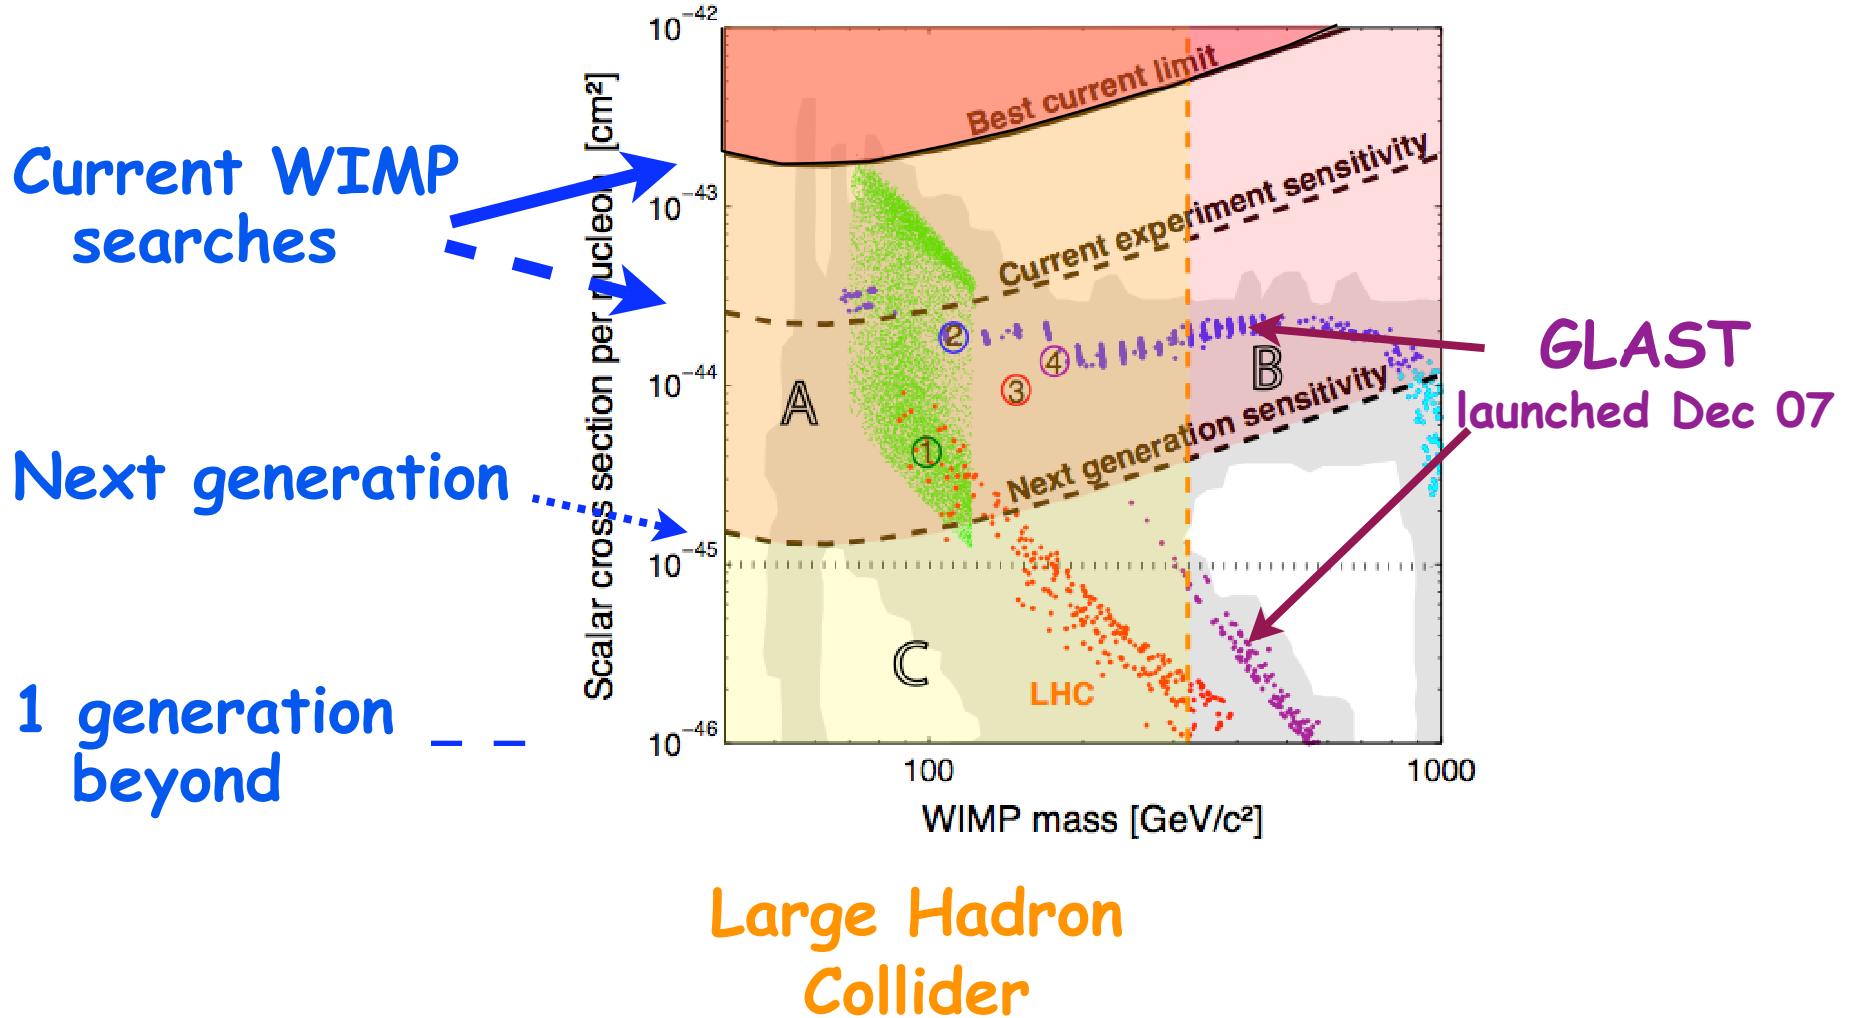 Current WIMP
searches
Next generation
1 generation
beyond
Scalar cross section per nucleon [cm²]
10⁻⁴²
10⁻⁴³
10⁻⁴⁴
10⁻⁴⁵
10⁻⁴⁶
Best current limit
Current experiment sensitivity
Next generation sensitivity
A
B
C
①
②
③
④
LHC
100
1000
WIMP mass [GeV/c²]
GLAST
launched Dec 07
Large Hadron
Collider